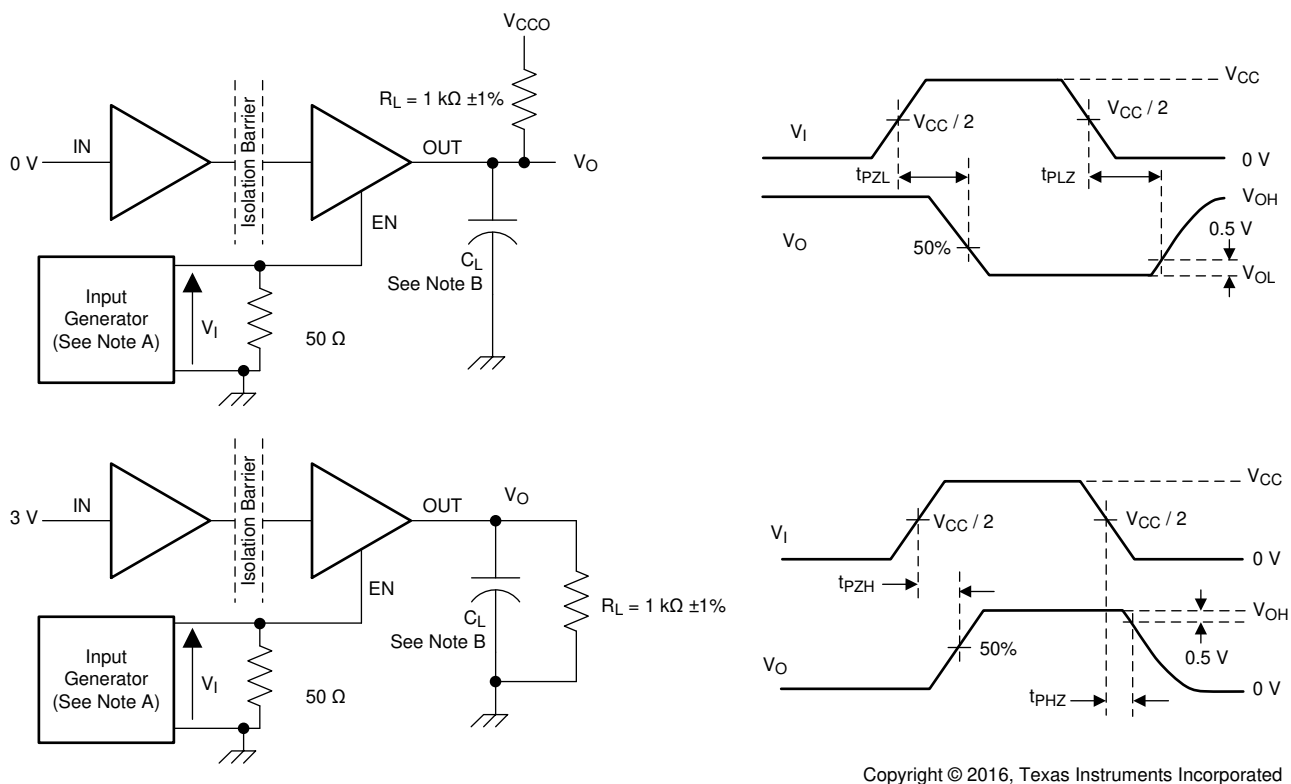 VCCO
RL = 1 kΩ ±1%
IN
Isolation Barrier
OUT
0 V
VO
EN
CL
See Note B
Input
Generator
(See Note A)
VI
50 Ω
VCC
VCC / 2
VCC / 2
VI
0 V
tPZL
tPLZ
VOH
0.5 V
VO
50%
VOL
IN
Isolation Barrier
OUT
VO
3 V
EN
CL
See Note B
RL = 1 kΩ ±1%
Input
Generator
(See Note A)
VI
50 Ω
VCC
VCC / 2
VCC / 2
VI
0 V
tPZH
VOH
50%
0.5 V
VO
0 V
tPHZ
Copyright © 2016, Texas Instruments Incorporated